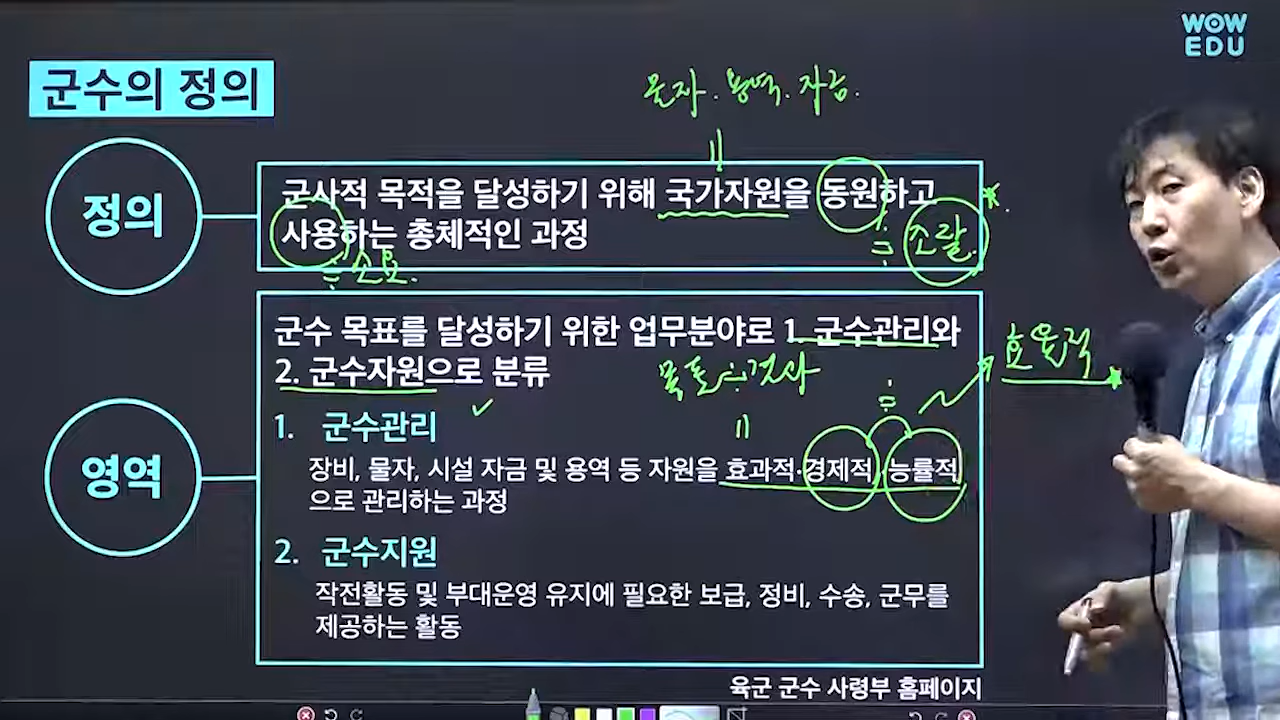 WOW
EDU
군수의 정의
물자. 용역. 자금.
정의
군사적 목적을 달성하기 위해 국가자원을 동원하고
사용하는 총체적인 과정
조달.
소요.
영역
군수 목표를 달성하기 위한 업무분야로 1. 군수관리와
2. 군수자원으로 분류
효율적
1. 군수관리
장비, 물자, 시설 자금 및 용역 등 자원을 효과적·경제적·능률적
으로 관리하는 과정
2. 군수지원
작전활동 및 부대운영 유지에 필요한 보급, 정비, 수송, 군무를
제공하는 활동
육군 군수 사령부 홈페이지